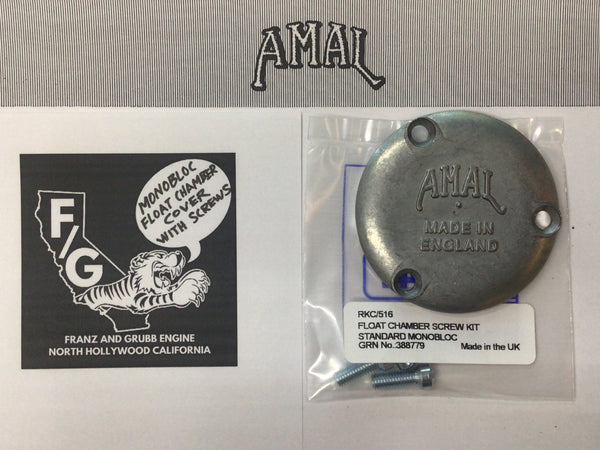 AMAL
MONOBLOC
FLOAT CHAMBER
COVER
WITH SCREWS
F/G
FRANZ AND GRUBB ENGINE
NORTH HOLLYWOOD CALIFORNIA
AMAL
MADE IN
ENGLAND
RKC/516
FLOAT CHAMBER SCREW KIT
STANDARD MONOBLOC
GRN No.:388779 Made in the UK